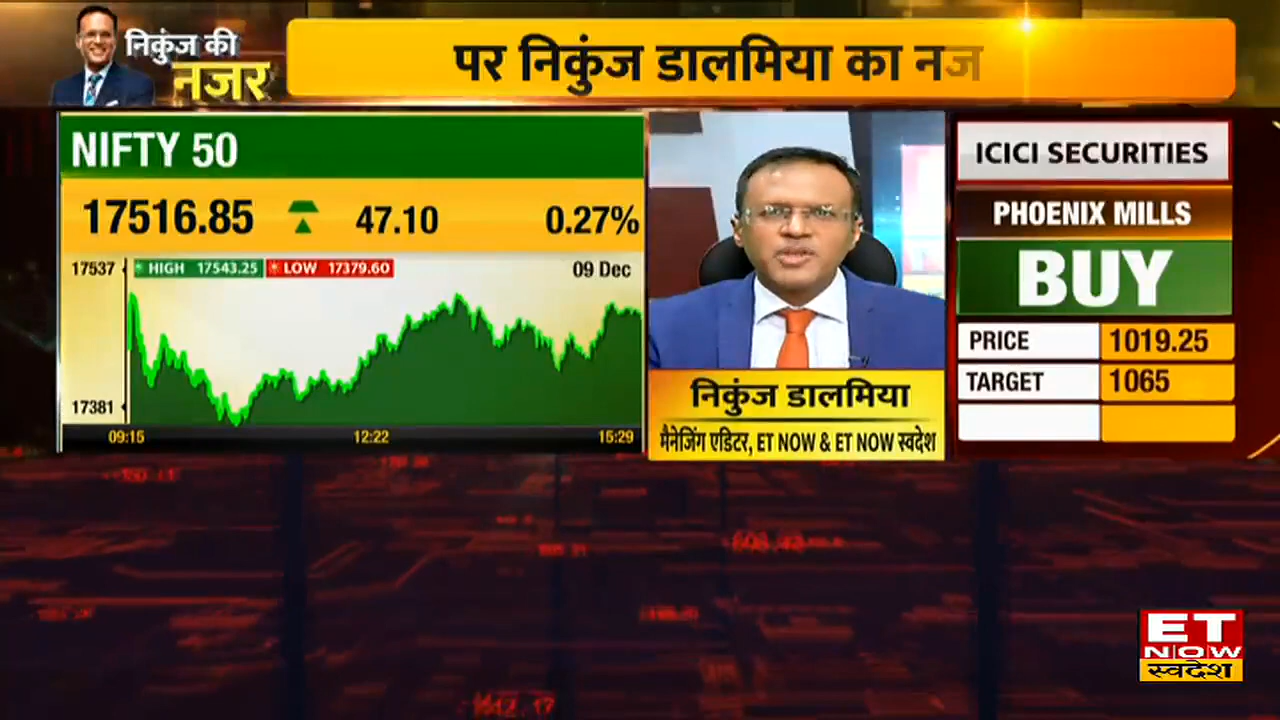 निकुंज की
नजर
पर निकुंज डालमिया का नज
NIFTY 50
17516.85 47.10 0.27%
17537
HIGH 17543.25 LOW 17379.60
09 Dec
17381
09:15 12:22 15:29
निकुंज डालमिया
मैनेजिंग एडिटर, ET NOW & ET NOW स्वदेश
ICICI SECURITIES
PHOENIX MILLS
BUY
PRICE 1019.25
TARGET 1065
ET
NOW
स्वदेश